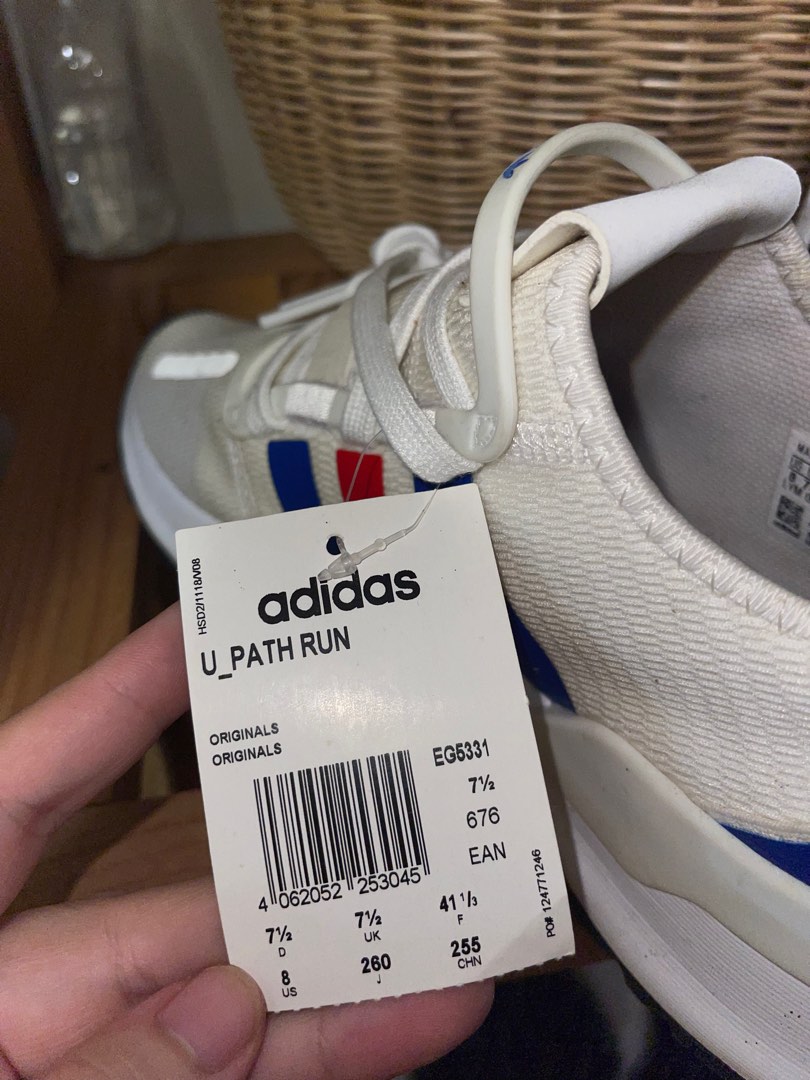 HSD2/1118/V08
adidas
U_PATH RUN
ORIGINALS
ORIGINALS
EG5331
7½
676
EAN
4 062052 253045
PO# 124771246
7½ 7½ 41 1/3
D UK F
8 260 255
US J CHN